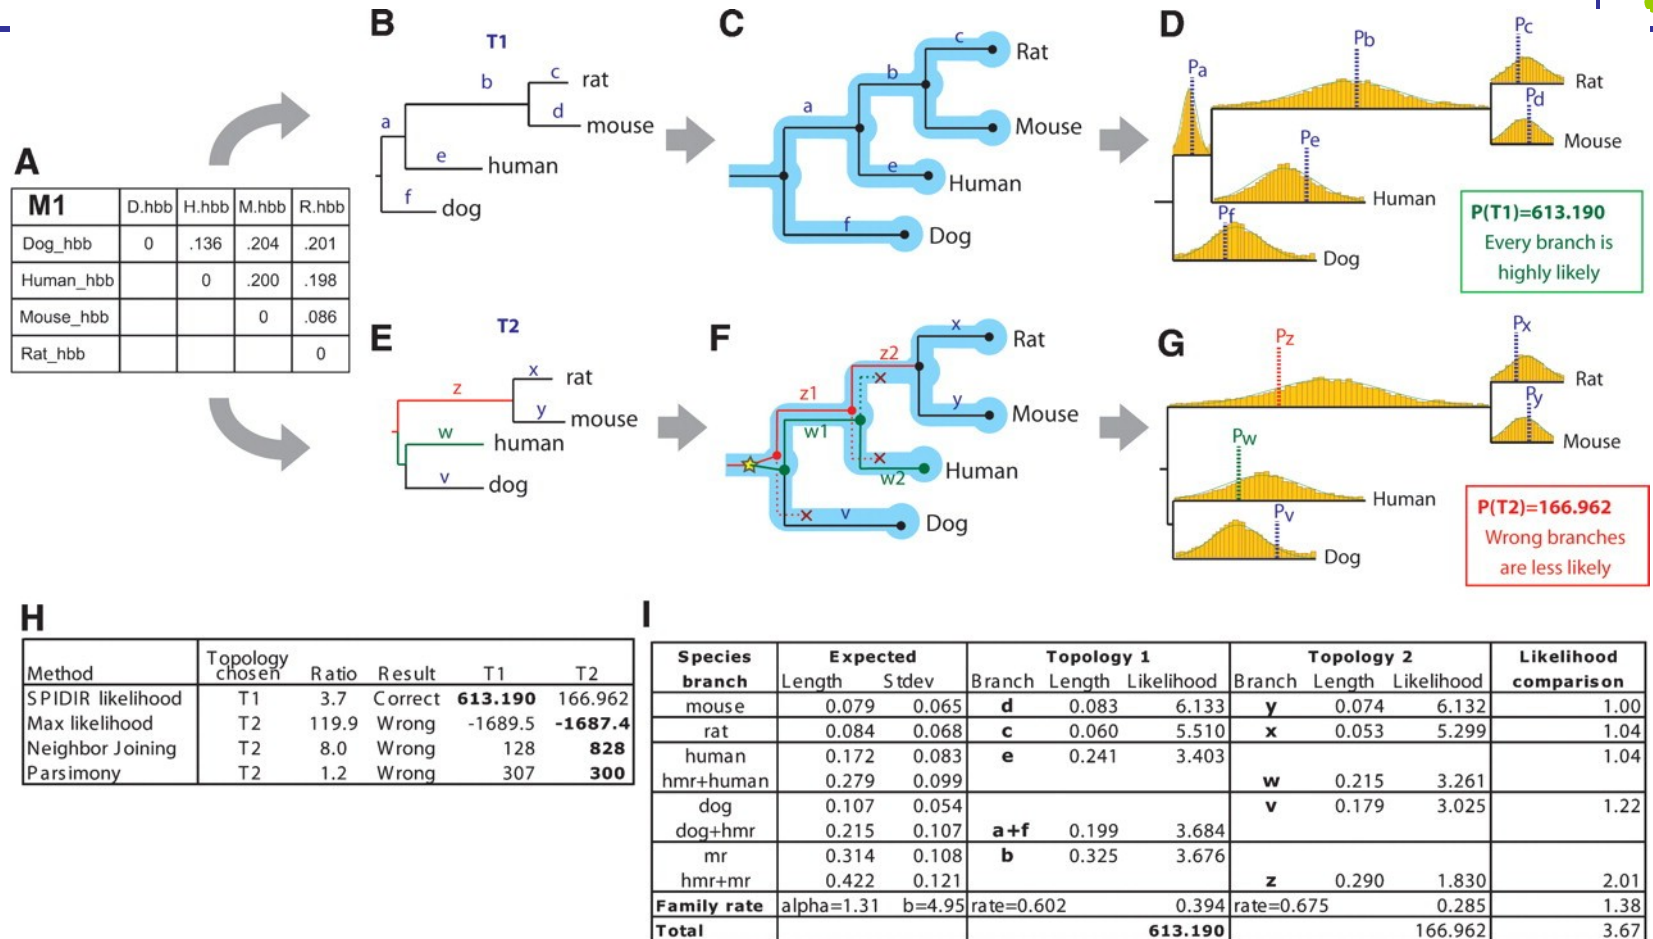 A
M1 D.hbb H.hbb M.hbb R.hbb
Dog_hbb 0 .136 .204 .201
Human_hbb 0 .200 .198
Mouse_hbb 0 .086
Rat_hbb 0
B
T1
a
b
c
d
e
f
rat
mouse
human
dog
C
a
b
c
e
f
Rat
Mouse
Human
Dog
D
Pa
Pb
Pc
Pd
Pe
Pf
Rat
Mouse
Human
Dog
P(T1)=613.190
Every branch is
highly likely
E
T2
z
x
y
w
v
rat
mouse
human
dog
F
z1
z2
x
y
w1
w2
v
Rat
Mouse
Human
Dog
G
Pz
Px
Py
Pw
Pv
Rat
Mouse
Human
Dog
P(T2)=166.962
Wrong branches
are less likely
H
Method Topology chosen Ratio Result T1 T2
SPIDIR likelihood T1 3.7 Correct 613.190 166.962
Max likelihood T2 119.9 Wrong -1689.5 -1687.4
Neighbor Joining T2 8.0 Wrong 128 828
Parsimony T2 1.2 Wrong 307 300
I
Species Expected Topology 1 Topology 2 Likelihood
branch Length Stdev Branch Length Likelihood Branch Length Likelihood comparison
mouse 0.079 0.065 d 0.083 6.133 y 0.074 6.132 1.00
rat 0.084 0.068 c 0.060 5.510 x 0.053 5.299 1.04
human 0.172 0.083 e 0.241 3.403 1.04
hmr+human 0.279 0.099 w 0.215 3.261
dog 0.107 0.054 v 0.179 3.025 1.22
dog+hmr 0.215 0.107 a+f 0.199 3.684
mr 0.314 0.108 b 0.325 3.676
hmr+mr 0.422 0.121 z 0.290 1.830 2.01
Family rate alpha=1.31 b=4.95 rate=0.602 0.394 rate=0.675 0.285 1.38
Total 613.190 166.962 3.67